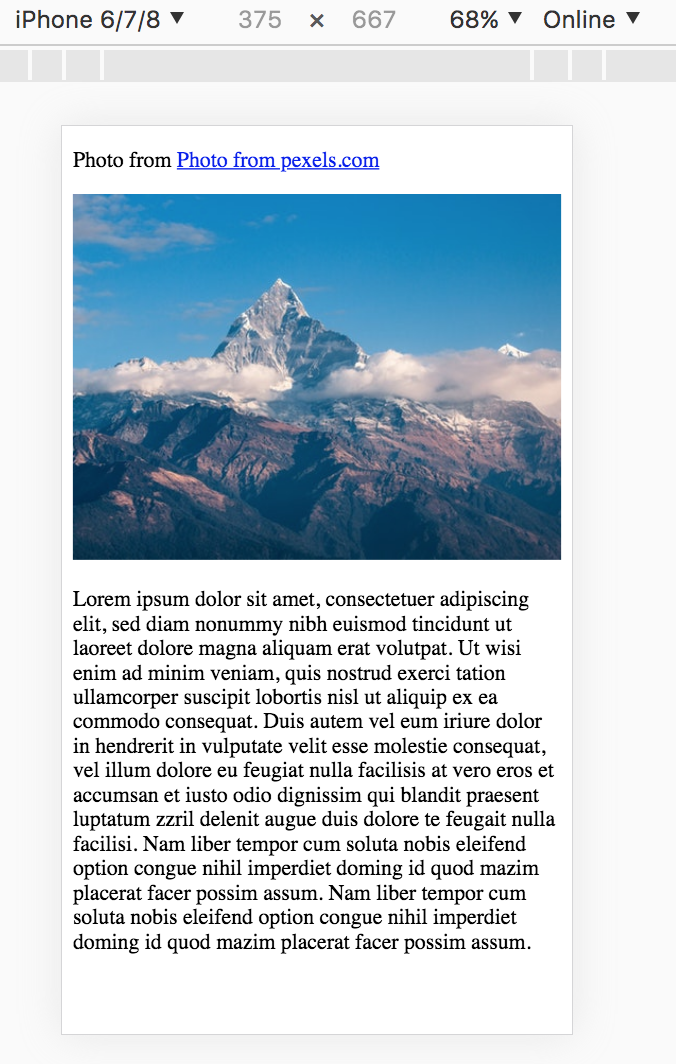 iPhone 6/7/8 ▼ 375 × 667 68% ▼ Online ▼
Photo from Photo from pexels.com
Lorem ipsum dolor sit amet, consectetuer adipiscing
elit, sed diam nonummy nibh euismod tincidunt ut
laoreet dolore magna aliquam erat volutpat. Ut wisi
enim ad minim veniam, quis nostrud exerci tation
ullamcorper suscipit lobortis nisl ut aliquip ex ea
commodo consequat. Duis autem vel eum iriure dolor
in hendrerit in vulputate velit esse molestie consequat,
vel illum dolore eu feugiat nulla facilisis at vero eros et
accumsan et iusto odio dignissim qui blandit praesent
luptatum zzril delenit augue duis dolore te feugait nulla
facilisi. Nam liber tempor cum soluta nobis eleifend
option congue nihil imperdiet doming id quod mazim
placerat facer possim assum. Nam liber tempor cum
soluta nobis eleifend option congue nihil imperdiet
doming id quod mazim placerat facer possim assum.